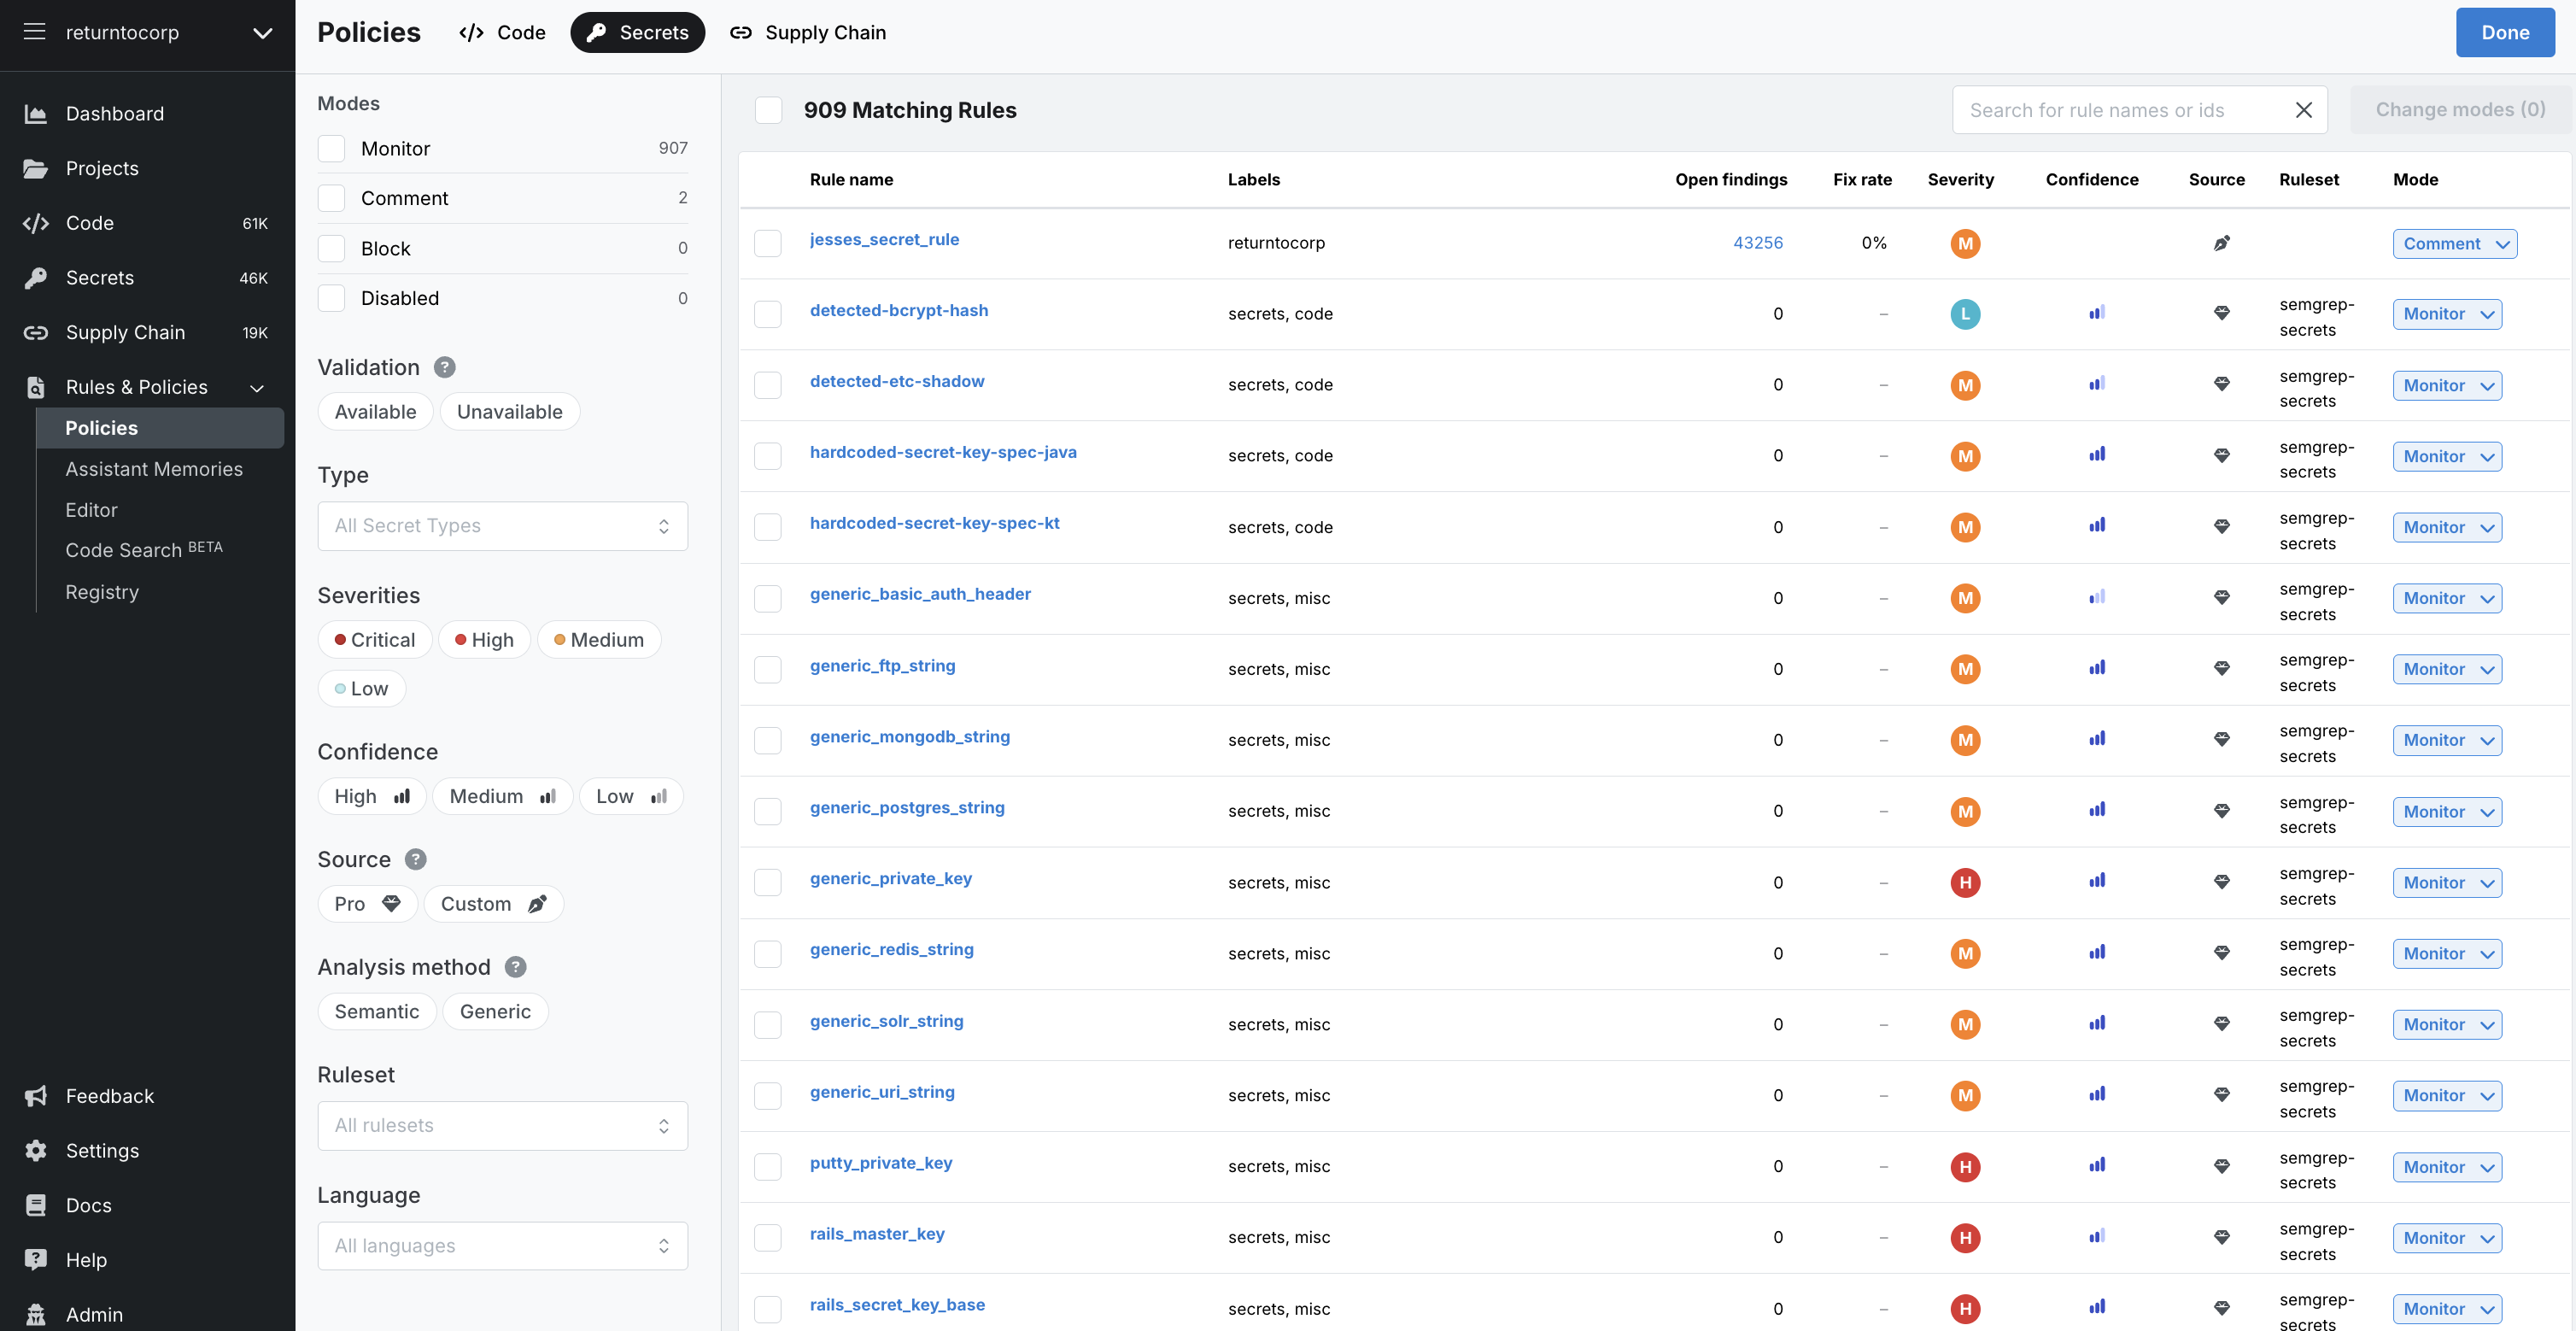 returntocorp
Dashboard
Projects
Code 61K
Secrets 46K
Supply Chain 19K
Rules & Policies
Policies
Assistant Memories
Editor
Code Search BETA
Registry
Feedback
Settings
Docs
Help
Admin
Policies Code Secrets Supply Chain Done
Modes
Monitor 907
Comment 2
Block 0
Disabled 0
Validation ?
Available Unavailable
Type
All Secret Types
Severities
Critical High Medium
Low
Confidence
High Medium Low
Source ?
Pro Custom
Analysis method ?
Semantic Generic
Ruleset
All rulesets
Language
All languages
909 Matching Rules Search for rule names or ids Change modes (0)
Rule name Labels Open findings Fix rate Severity Confidence Source Ruleset Mode
jesses_secret_rule returntocorp 43256 0% M Comment
detected-bcrypt-hash secrets, code 0 – L semgrep-secrets Monitor
detected-etc-shadow secrets, code 0 – M semgrep-secrets Monitor
hardcoded-secret-key-spec-java secrets, code 0 – M semgrep-secrets Monitor
hardcoded-secret-key-spec-kt secrets, code 0 – M semgrep-secrets Monitor
generic_basic_auth_header secrets, misc 0 – M semgrep-secrets Monitor
generic_ftp_string secrets, misc 0 – M semgrep-secrets Monitor
generic_mongodb_string secrets, misc 0 – M semgrep-secrets Monitor
generic_postgres_string secrets, misc 0 – M semgrep-secrets Monitor
generic_private_key secrets, misc 0 – H semgrep-secrets Monitor
generic_redis_string secrets, misc 0 – M semgrep-secrets Monitor
generic_solr_string secrets, misc 0 – M semgrep-secrets Monitor
generic_uri_string secrets, misc 0 – M semgrep-secrets Monitor
putty_private_key secrets, misc 0 – H semgrep-secrets Monitor
rails_master_key secrets, misc 0 – H semgrep-secrets Monitor
rails_secret_key_base secrets, misc 0 – H semgrep-secrets Monitor